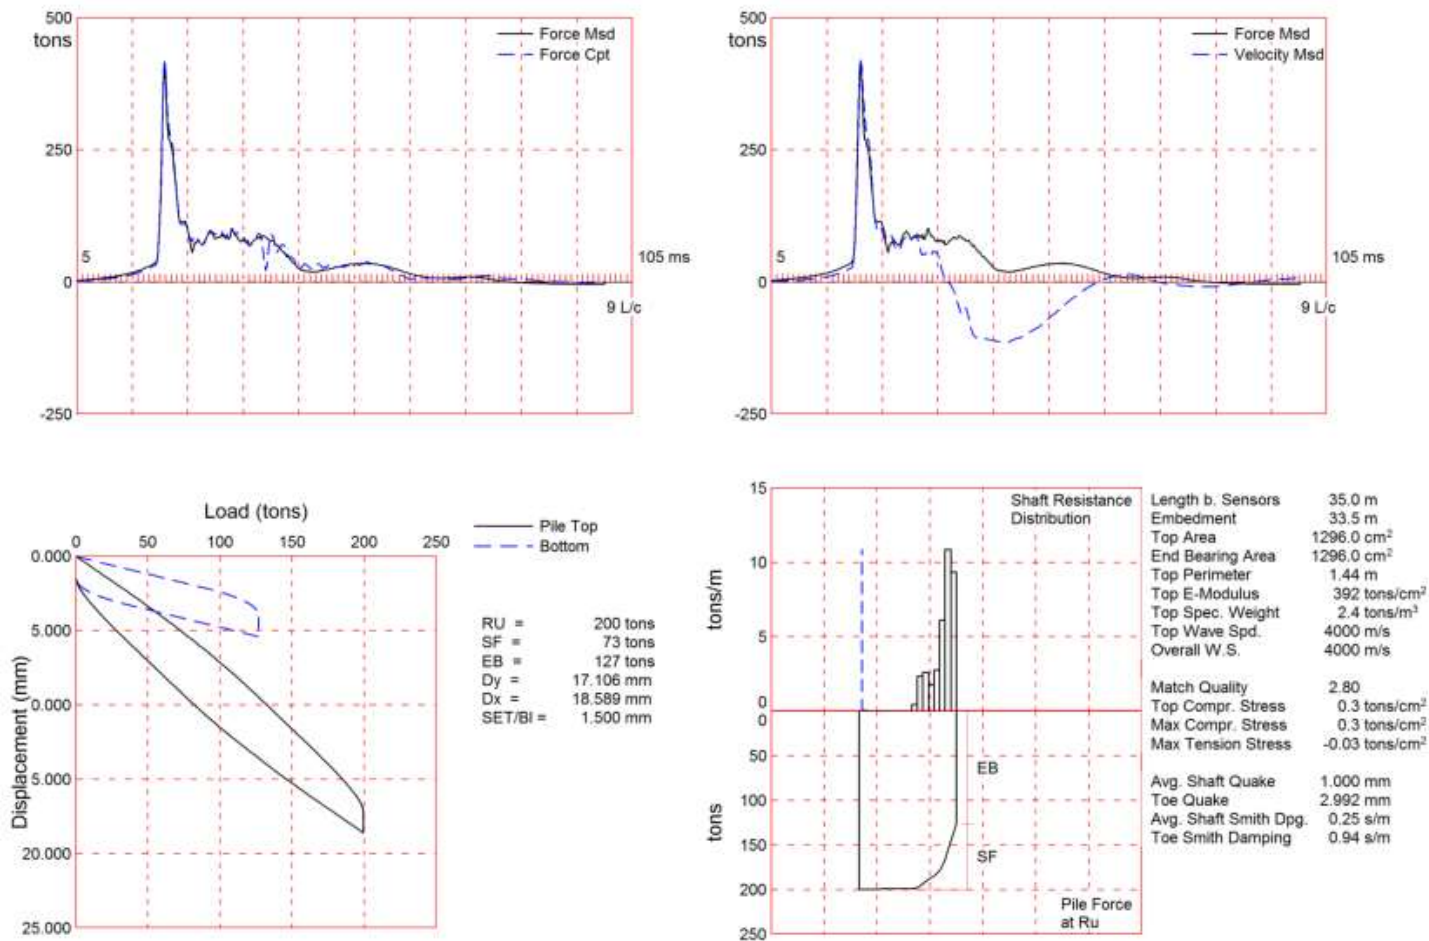 500
tons
Force Msd
Force Cpt
250
5
105 ms
0
9 L/c
-250
500
tons
Force Msd
Velocity Msd
250
5
105 ms
0
9 L/c
-250
Load (tons)
0 50 100 150 200 250
Pile Top
Bottom
Displacement (mm)
0.000
5.000
0.000
5.000
20.000
25.000
RU = 200 tons
SF = 73 tons
EB = 127 tons
Dy = 17.106 mm
Dx = 18.589 mm
SET/Bl = 1.500 mm
Shaft Resistance
Distribution
tons/m
15
10
5
0
tons
0
50
100
150
200
250
EB
SF
Pile Force
at Ru
Length b. Sensors 35.0 m
Embedment 33.5 m
Top Area 1296.0 cm²
End Bearing Area 1296.0 cm²
Top Perimeter 1.44 m
Top E-Modulus 392 tons/cm²
Top Spec. Weight 2.4 tons/m³
Top Wave Spd. 4000 m/s
Overall W.S. 4000 m/s
Match Quality 2.80
Top Compr. Stress 0.3 tons/cm²
Max Compr. Stress 0.3 tons/cm²
Max Tension Stress -0.03 tons/cm²
Avg. Shaft Quake 1.000 mm
Toe Quake 2.992 mm
Avg. Shaft Smith Dpg. 0.25 s/m
Toe Smith Damping 0.94 s/m